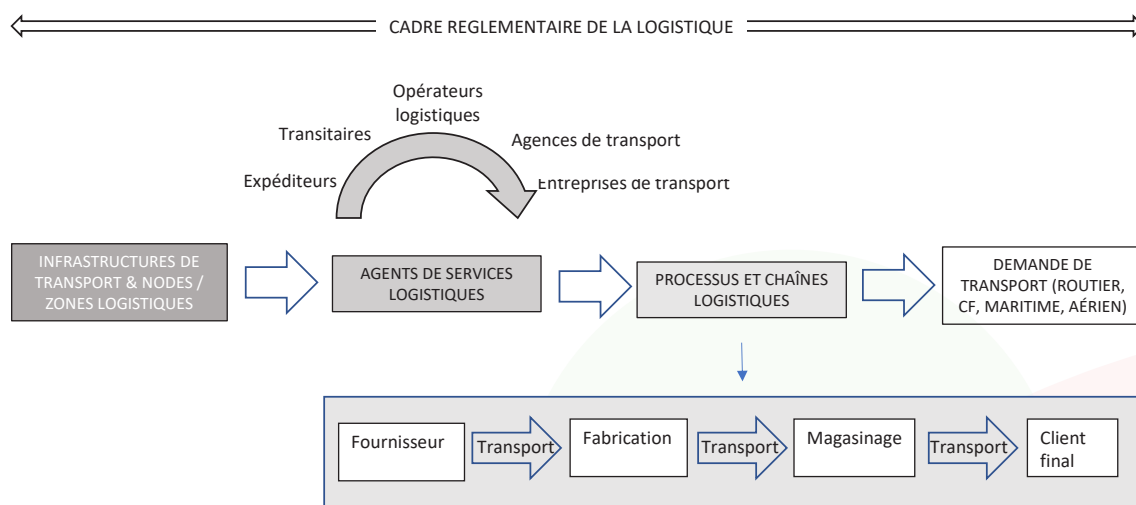 CADRE REGLEMENTAIRE DE LA LOGISTIQUE
Opérateurs
logistiques
Transitaires
Agences de transport
Expéditeurs
Entreprises de transport
INFRASTRUCTURES DE
TRANSPORT & NODES /
ZONES LOGISTIQUES
AGENTS DE SERVICES
LOGISTIQUES
PROCESSUS ET CHAÎNES
LOGISTIQUES
DEMANDE DE
TRANSPORT (ROUTIER,
CF, MARITIME, AÉRIEN)
Fournisseur
Transport
Fabrication
Transport
Magasinage
Transport
Client
final